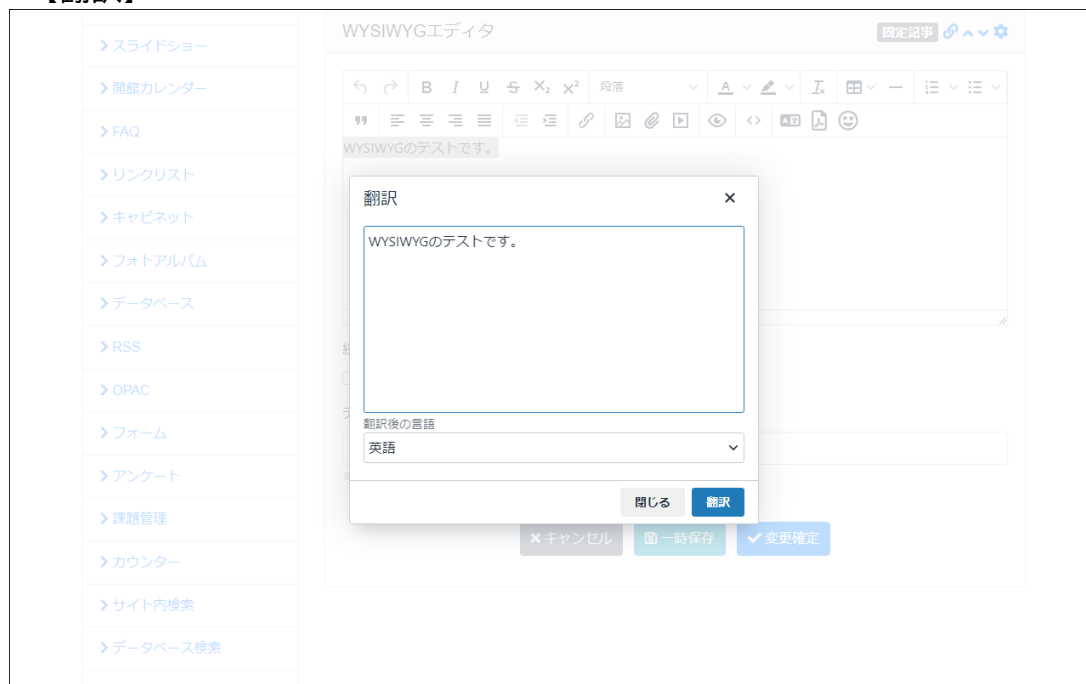 スライドショー
開館カレンダー
FAQ
リンクリスト
キャビネット
フォトアルバム
データベース
RSS
OPAC
フォーム
アンケート
課題管理
カウンター
サイト内検索
データベース検索
WYSIWYGエディタ
固定記事
段落
WYSIWYGのテストです。
翻訳
WYSIWYGのテストです。
翻訳後の言語
英語
閉じる 翻訳
キャンセル 一時保存 変更確定